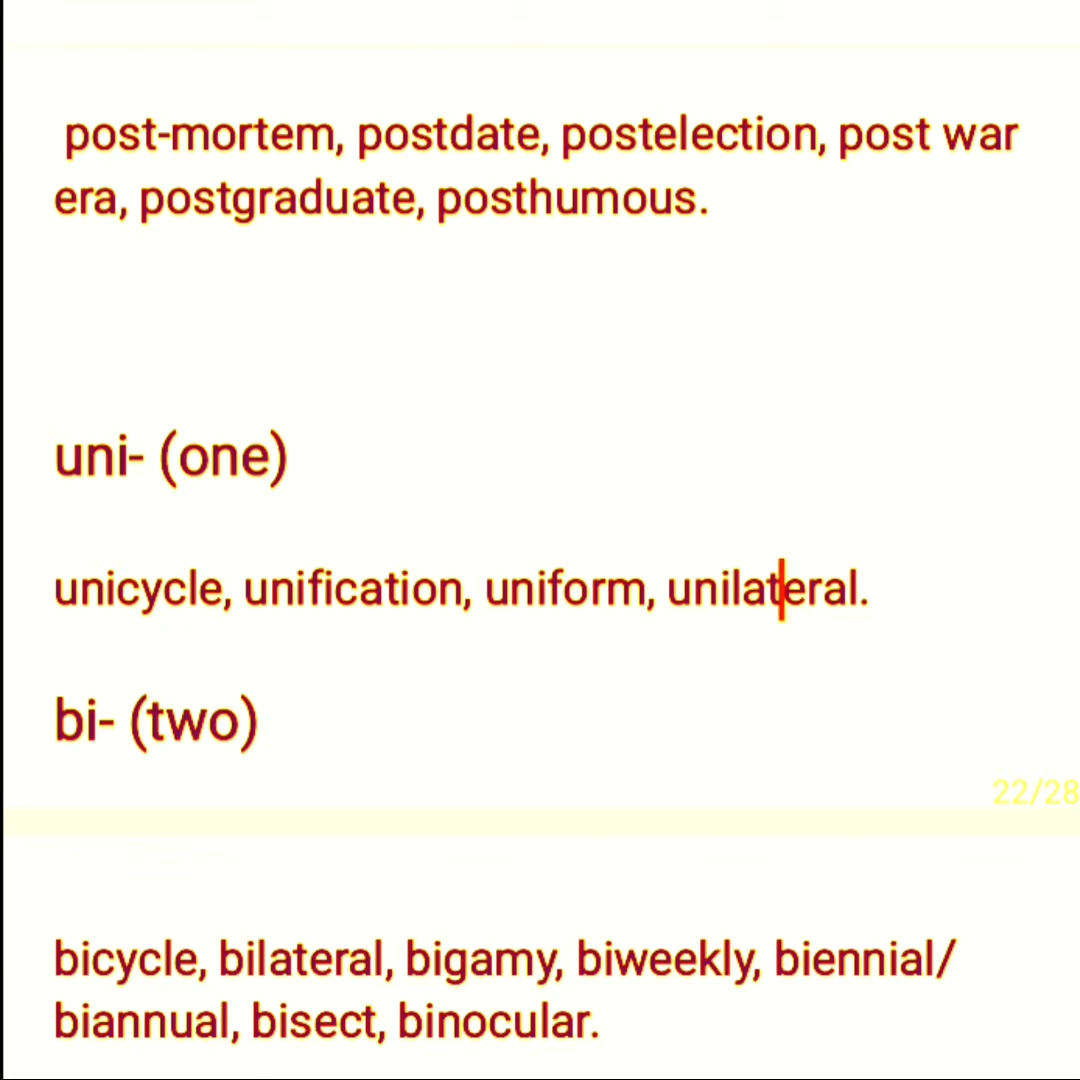 post-mortem, postdate, postelection, post war
era, postgraduate, posthumous.
uni- (one)
unicycle, unification, uniform, unilateral.
bi- (two)
22/28
bicycle, bilateral, bigamy, biweekly, biennial/
biannual, bisect, binocular.